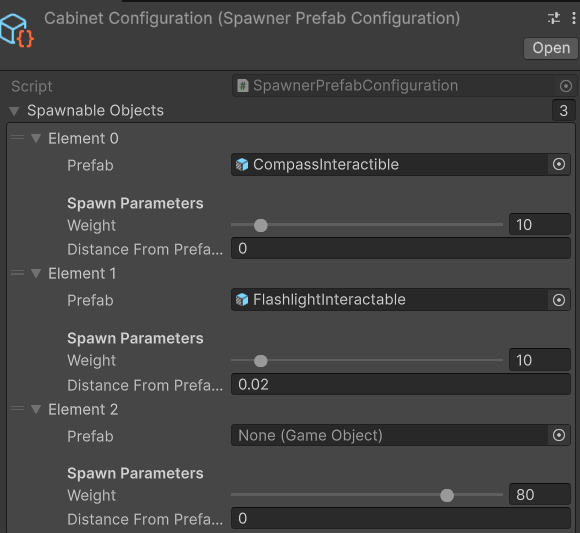 Cabinet Configuration (Spawner Prefab Configuration)
Open
Script # SpawnerPrefabConfiguration
Spawnable Objects 3
Element 0
Prefab CompassInteractible
Spawn Parameters
Weight 10
Distance From Prefa... 0
Element 1
Prefab FlashlightInteractable
Spawn Parameters
Weight 10
Distance From Prefa... 0.02
Element 2
Prefab None (Game Object)
Spawn Parameters
Weight 80
Distance From Prefa... 0